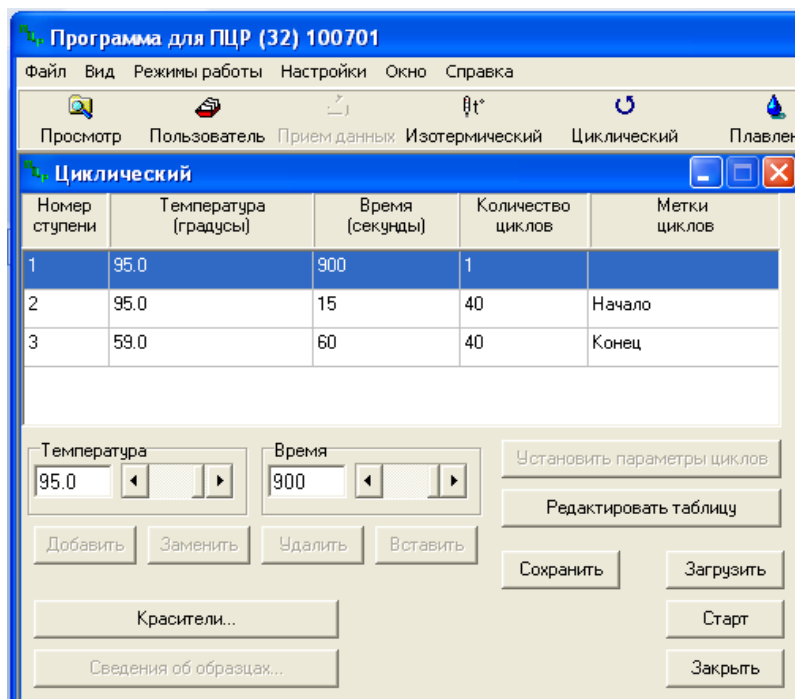 Программа для ПЦР (32) 100701
Файл Вид Режимы работы Настройки Окно Справка
Просмотр Пользователь Прием данных Изотермический Циклический Плавлен
Циклический
Номер ступени Температура (градусы) Время (секунды) Количество циклов Метки циклов
1 95.0 900 1
2 95.0 15 40 Начало
3 59.0 60 40 Конец
Температура Время
95.0 900
Установить параметры циклов
Редактировать таблицу
Добавить Заменить Удалить Вставить
Сохранить Загрузить
Красители... Старт
Сведения об образцах... Закрыть